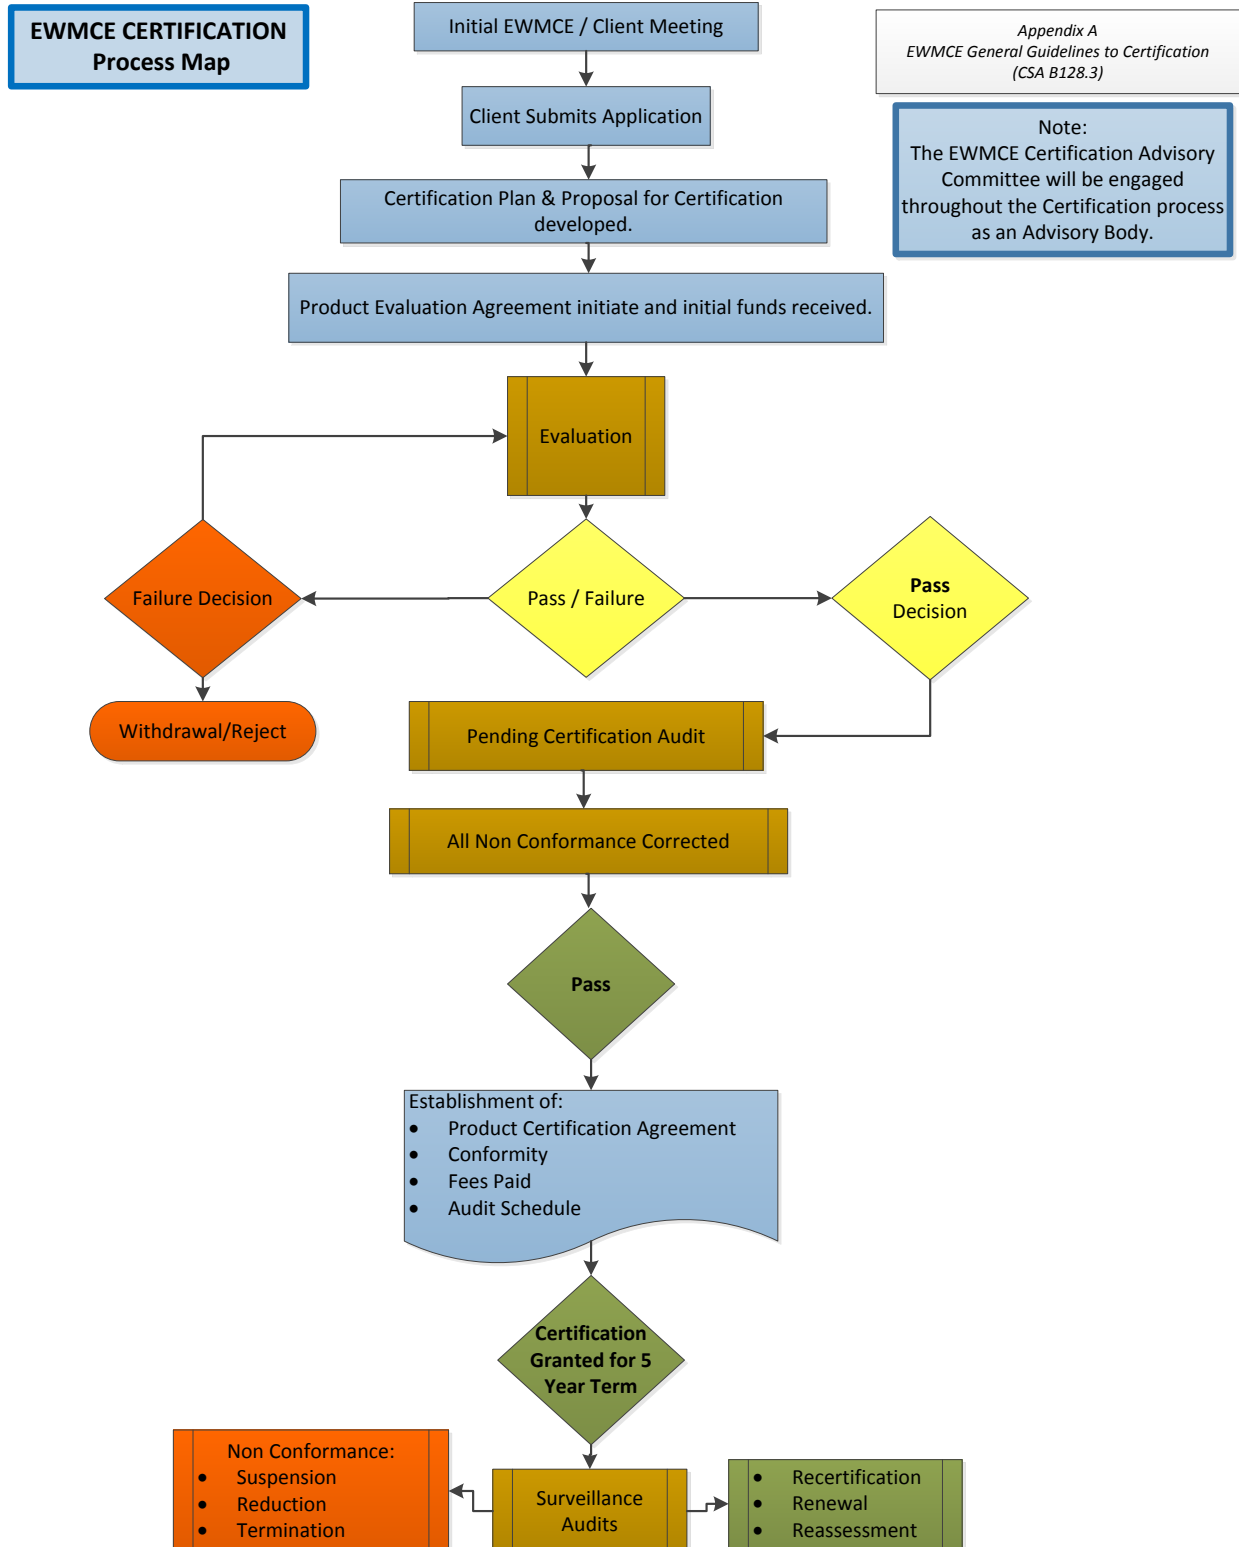 EWMCE CERTIFICATION
Process Map
Initial EWMCE / Client Meeting
Appendix A
EWMCE General Guidelines to Certification
(CSA B128.3)
Client Submits Application
Note:
The EWMCE Certification Advisory
Committee will be engaged
throughout the Certification process
as an Advisory Body.
Certification Plan & Proposal for Certification
developed.
Product Evaluation Agreement initiate and initial funds received.
Evaluation
Failure Decision
Pass / Failure
Pass
Decision
Withdrawal/Reject
Pending Certification Audit
All Non Conformance Corrected
Pass
Establishment of:
• Product Certification Agreement
• Conformity
• Fees Paid
• Audit Schedule
Certification
Granted for 5
Year Term
Non Conformance:
• Suspension
• Reduction
• Termination
Surveillance
Audits
• Recertification
• Renewal
• Reassessment